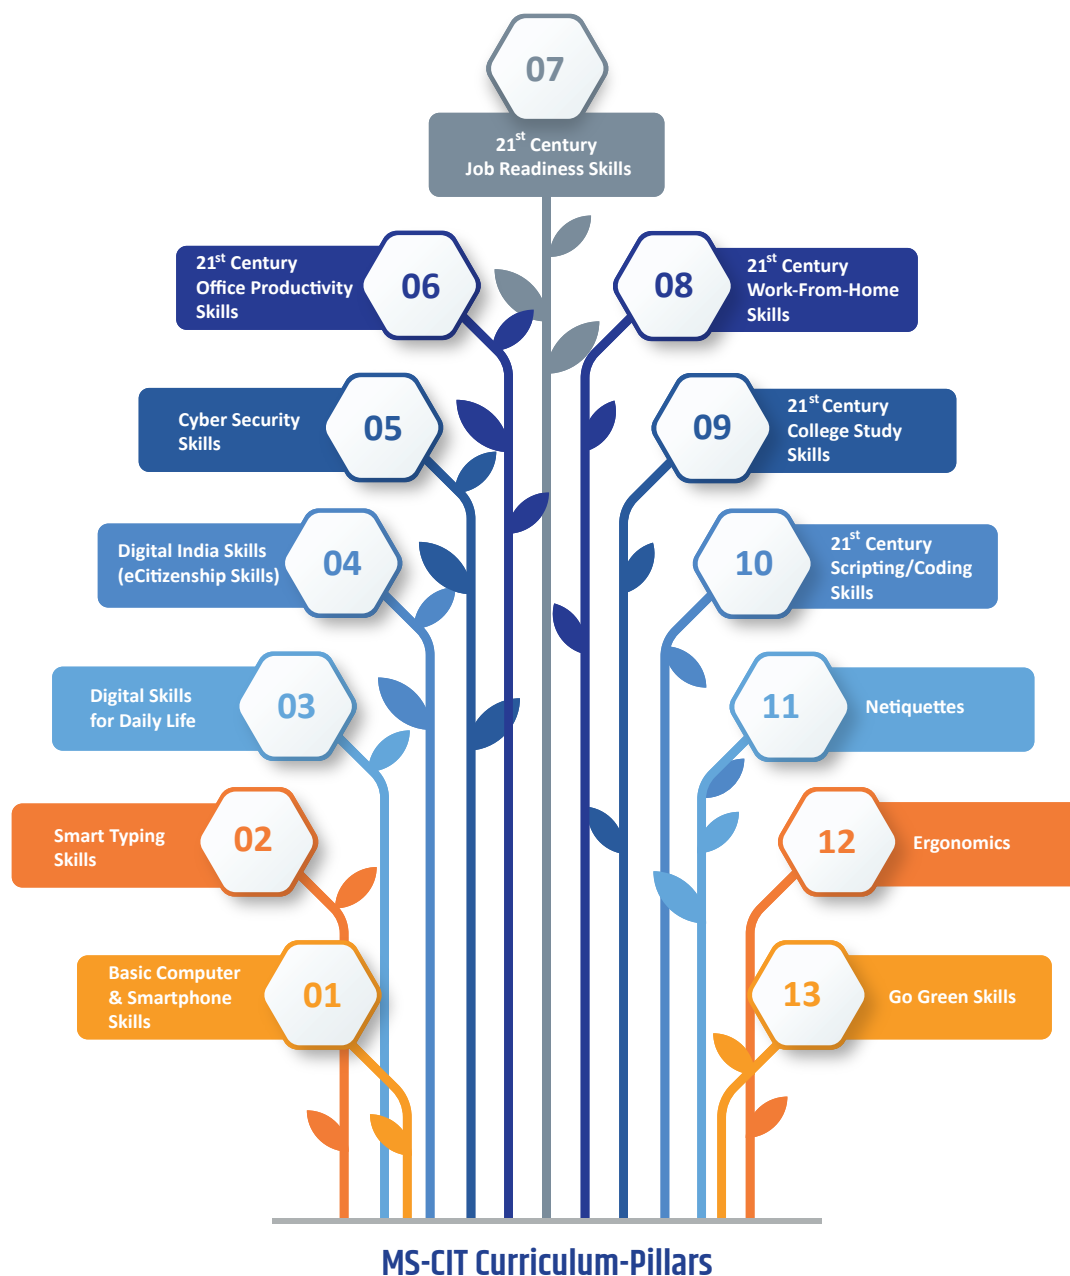 07
21st Century
Job Readiness Skills
21st Century
Office Productivity
Skills
06
08
21st Century
Work-From-Home
Skills
Cyber Security
Skills
05
09
21st Century
College Study
Skills
Digital India Skills
(eCitizenship Skills)
04
10
21st Century
Scripting/Coding
Skills
Digital Skills
for Daily Life
03
11
Netiquettes
Smart Typing
Skills
02
12
Ergonomics
Basic Computer
& Smartphone
Skills
01
13
Go Green Skills
MS-CIT Curriculum-Pillars